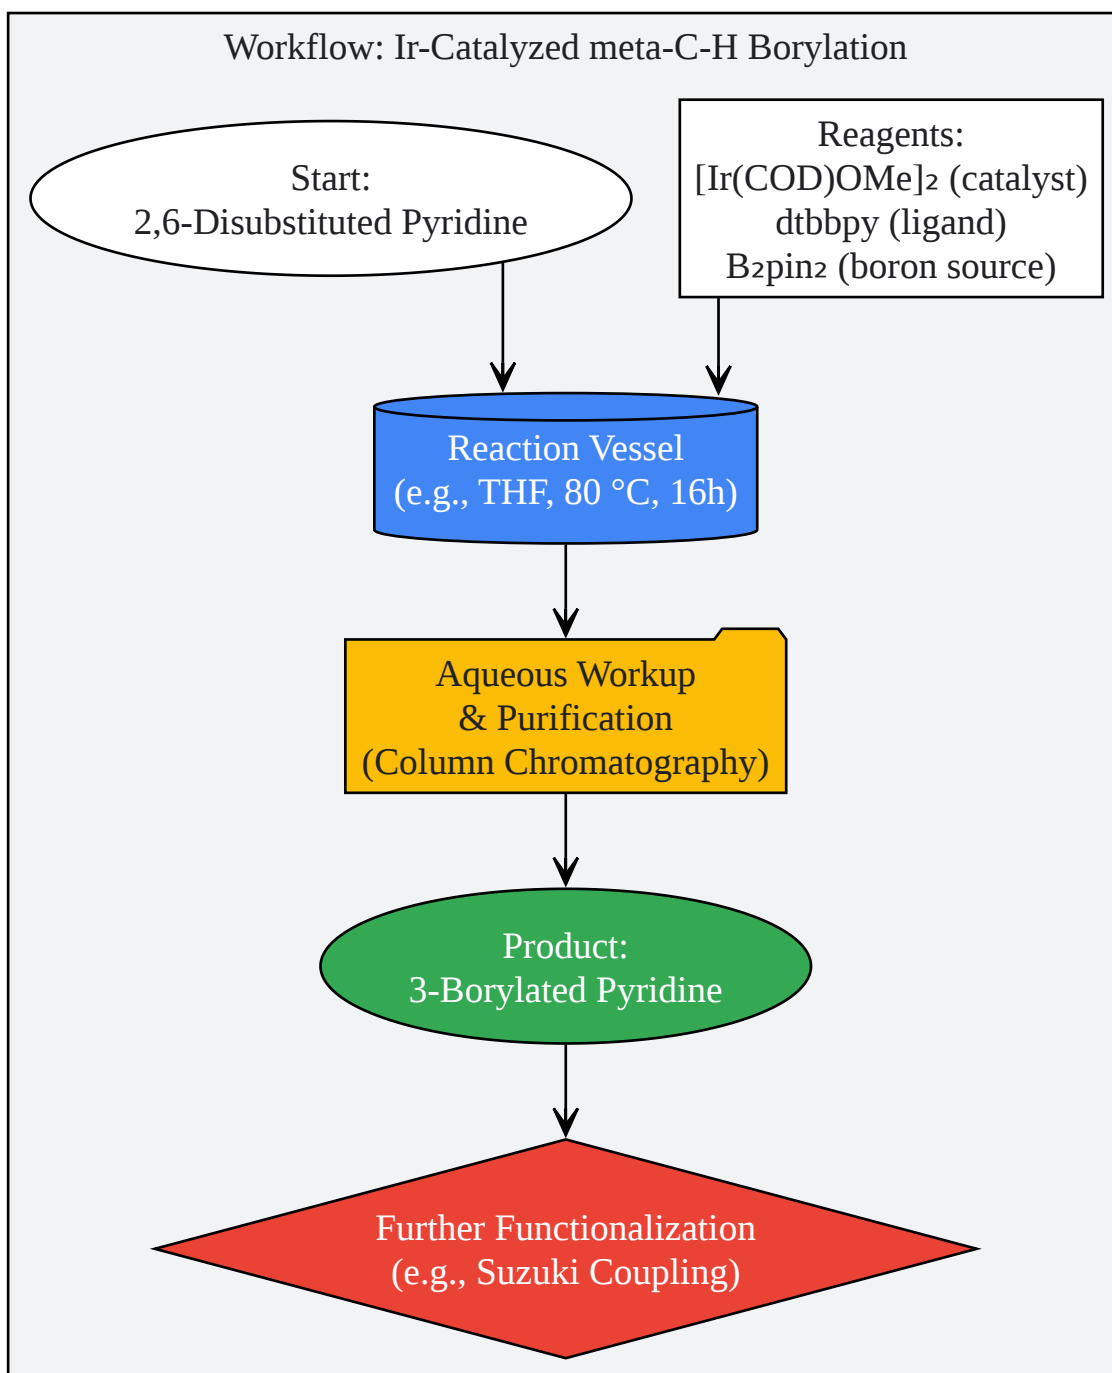 Workflow: Ir-Catalyzed meta-C-H Borylation
Start:
2,6-Disubstituted Pyridine
Reagents:
[Ir(COD)OMe]₂ (catalyst)
dtbbpy (ligand)
B₂pin₂ (boron source)
Reaction Vessel
(e.g., THF, 80 °C, 16h)
Aqueous Workup
& Purification
(Column Chromatography)
Product:
3-Borylated Pyridine
Further Functionalization
(e.g., Suzuki Coupling)